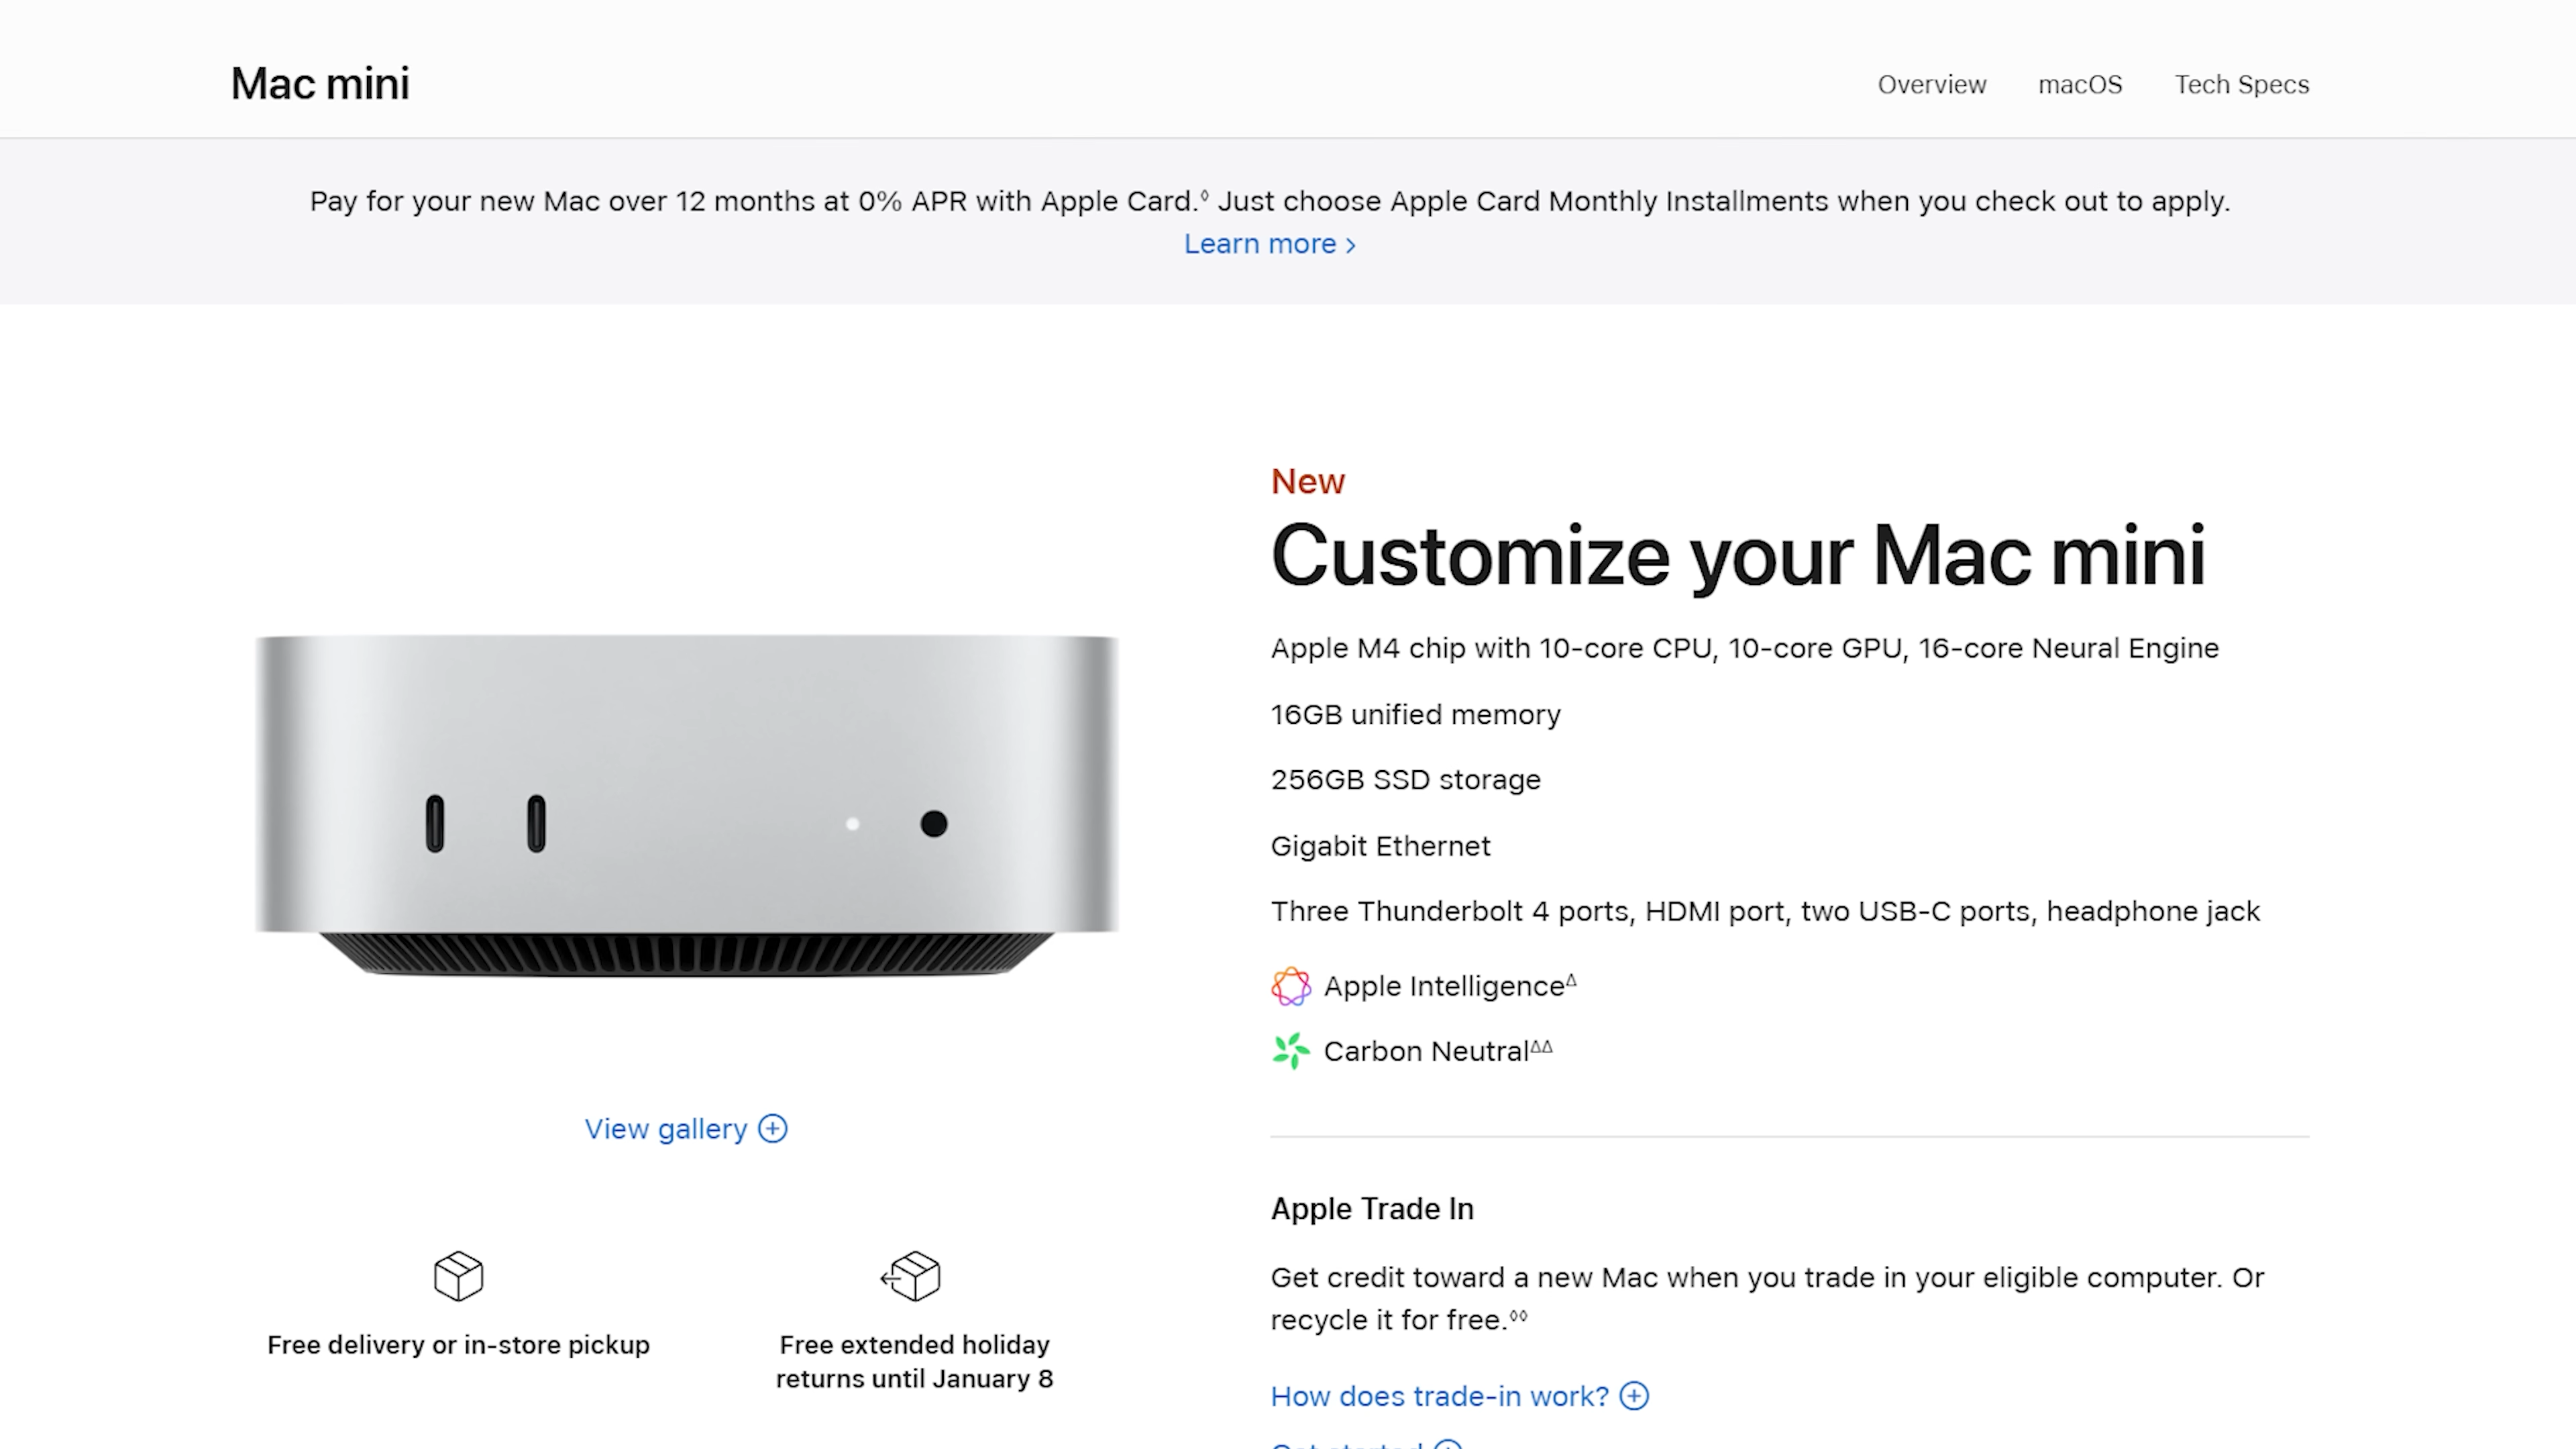 Mac mini
Overview
macOS
Tech Specs
Pay for your new Mac over 12 months at 0% APR with Apple Card.◊ Just choose Apple Card Monthly Installments when you check out to apply.
Learn more >
New
Customize your Mac mini
Apple M4 chip with 10-core CPU, 10-core GPU, 16-core Neural Engine
16GB unified memory
256GB SSD storage
Gigabit Ethernet
Three Thunderbolt 4 ports, HDMI port, two USB-C ports, headphone jack
Apple IntelligenceΔ
Carbon NeutralΔΔ
View gallery
Free delivery or in-store pickup
Free extended holiday
returns until January 8
Apple Trade In
Get credit toward a new Mac when you trade in your eligible computer. Or
recycle it for free.◊◊
How does trade-in work?
Get started